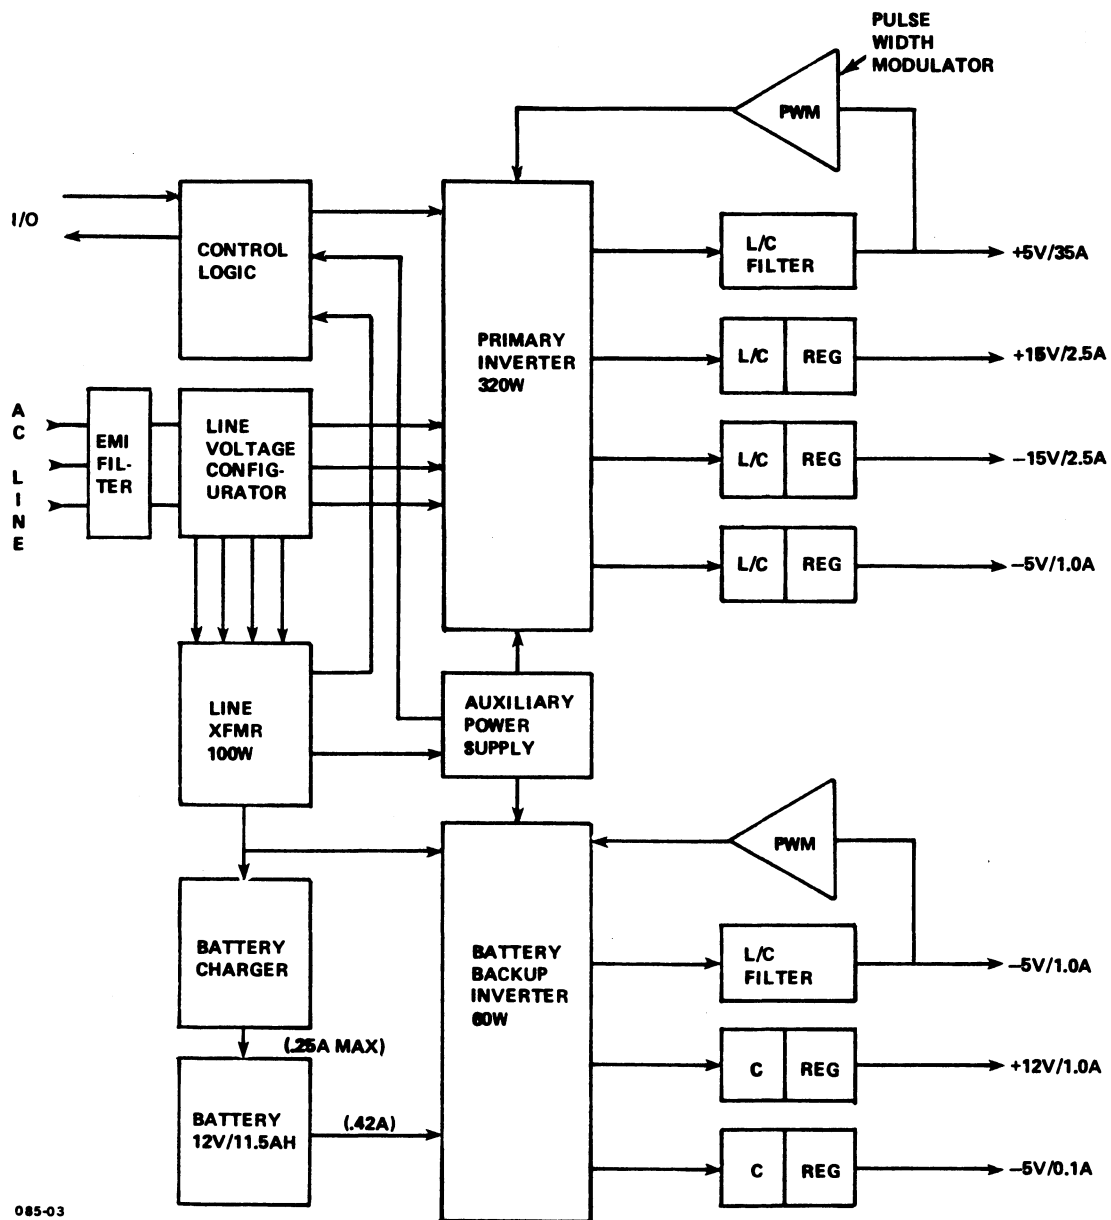 PULSE
WIDTH
MODULATOR
PWM
I/O
CONTROL
LOGIC
L/C
FILTER
+5V/35A
PRIMARY
INVERTER
320W
L/C REG
+15V/2.5A
A
C
L
I
N
E
EMI
FIL-
TER
LINE
VOLTAGE
CONFIG-
URATOR
L/C REG
−15V/2.5A
L/C REG
−5V/1.0A
LINE
XFMR
100W
AUXILIARY
POWER
SUPPLY
PWM
BATTERY
CHARGER
BATTERY
BACKUP
INVERTER
60W
L/C
FILTER
−5V/1.0A
(.25A MAX)
C REG
+12V/1.0A
BATTERY
12V/11.5AH
(.42A)
C REG
−5V/0.1A
085-03